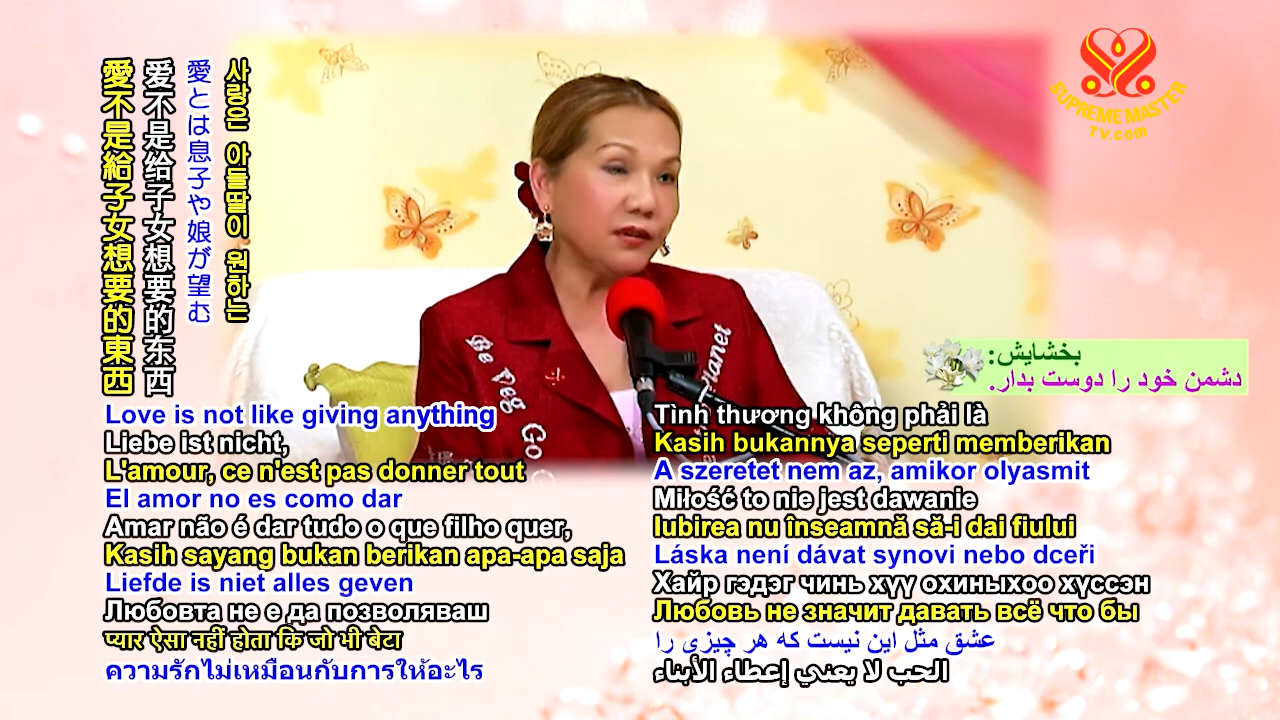 愛不是給子女想要的東西
爱不是给子女想要的东西
愛とは息子や娘が望む
사랑은 아들딸이 원하는
SUPREME MASTER
TV.com
Be Veg Go
Planet
بخشایش:
دشمن خود را دوست بدار.
Love is not like giving anything
Liebe ist nicht,
L'amour, ce n'est pas donner tout
El amor no es como dar
Amar não é dar tudo o que filho quer,
Kasih sayang bukan berikan apa-apa saja
Liefde is niet alles geven
Любовта не е да позволяваш
प्यार ऐसा नहीं होता कि जो भी बेटा
ความรักไม่เหมือนกับการให้อะไร
Tình thương không phải là
Kasih bukannya seperti memberikan
A szeretet nem az, amikor olyasmit
Miłość to nie jest dawanie
Iubirea nu înseamnă să-i dai fiului
Láska není dávat synovi nebo dceři
Хайр гэдэг чинь хүү охиныхоо хүссэн
Любовь не значит давать всё что бы
عشق مثل این نیست که هر چیزی را
الحب لا يعني إعطاء الأبناء